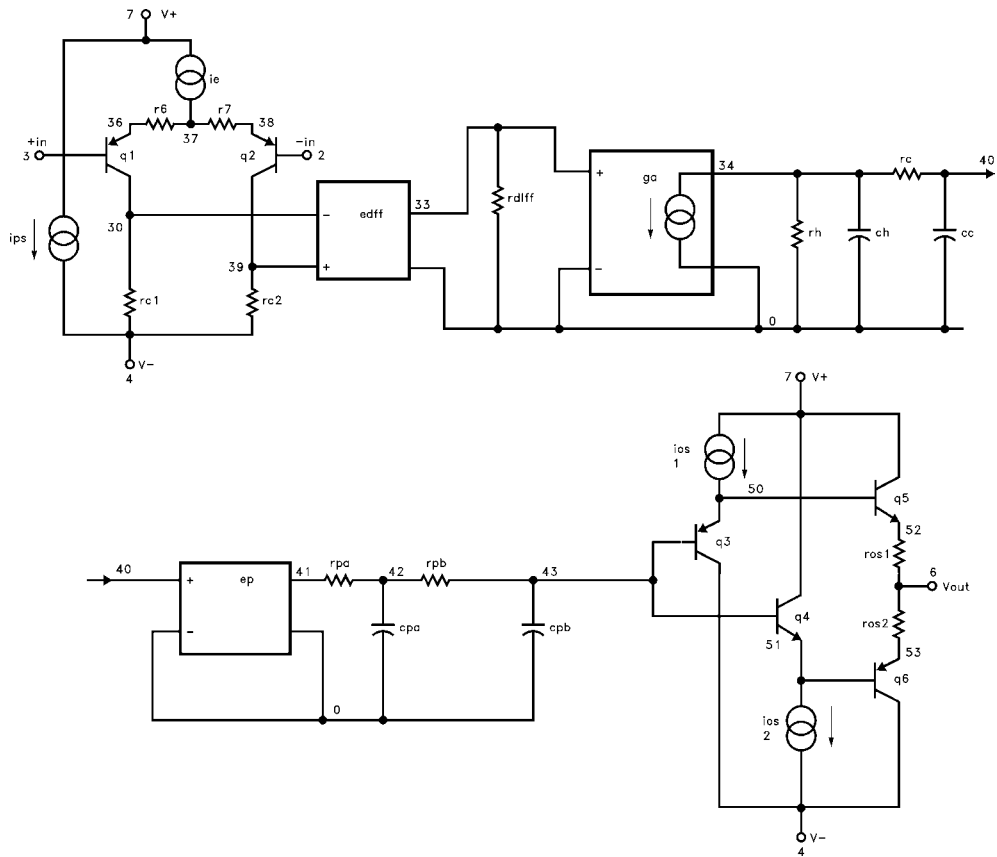 7 V+
ie
36 r6 r7 38
37
+in -in
3 q1 q2 2
33 34 rc 40
+ ga
- edff rdiff
30
ips rh ch cc
39 +
-
rc1 rc2
0
V-
4
7 V+
ios
1
50
q5
q3 52
ros1
40 41 rpa 42 rpb 43 6
+ ep Vout
q4
- cpa cpb 51 ros2
53
q6
0
ios
2
V-
4